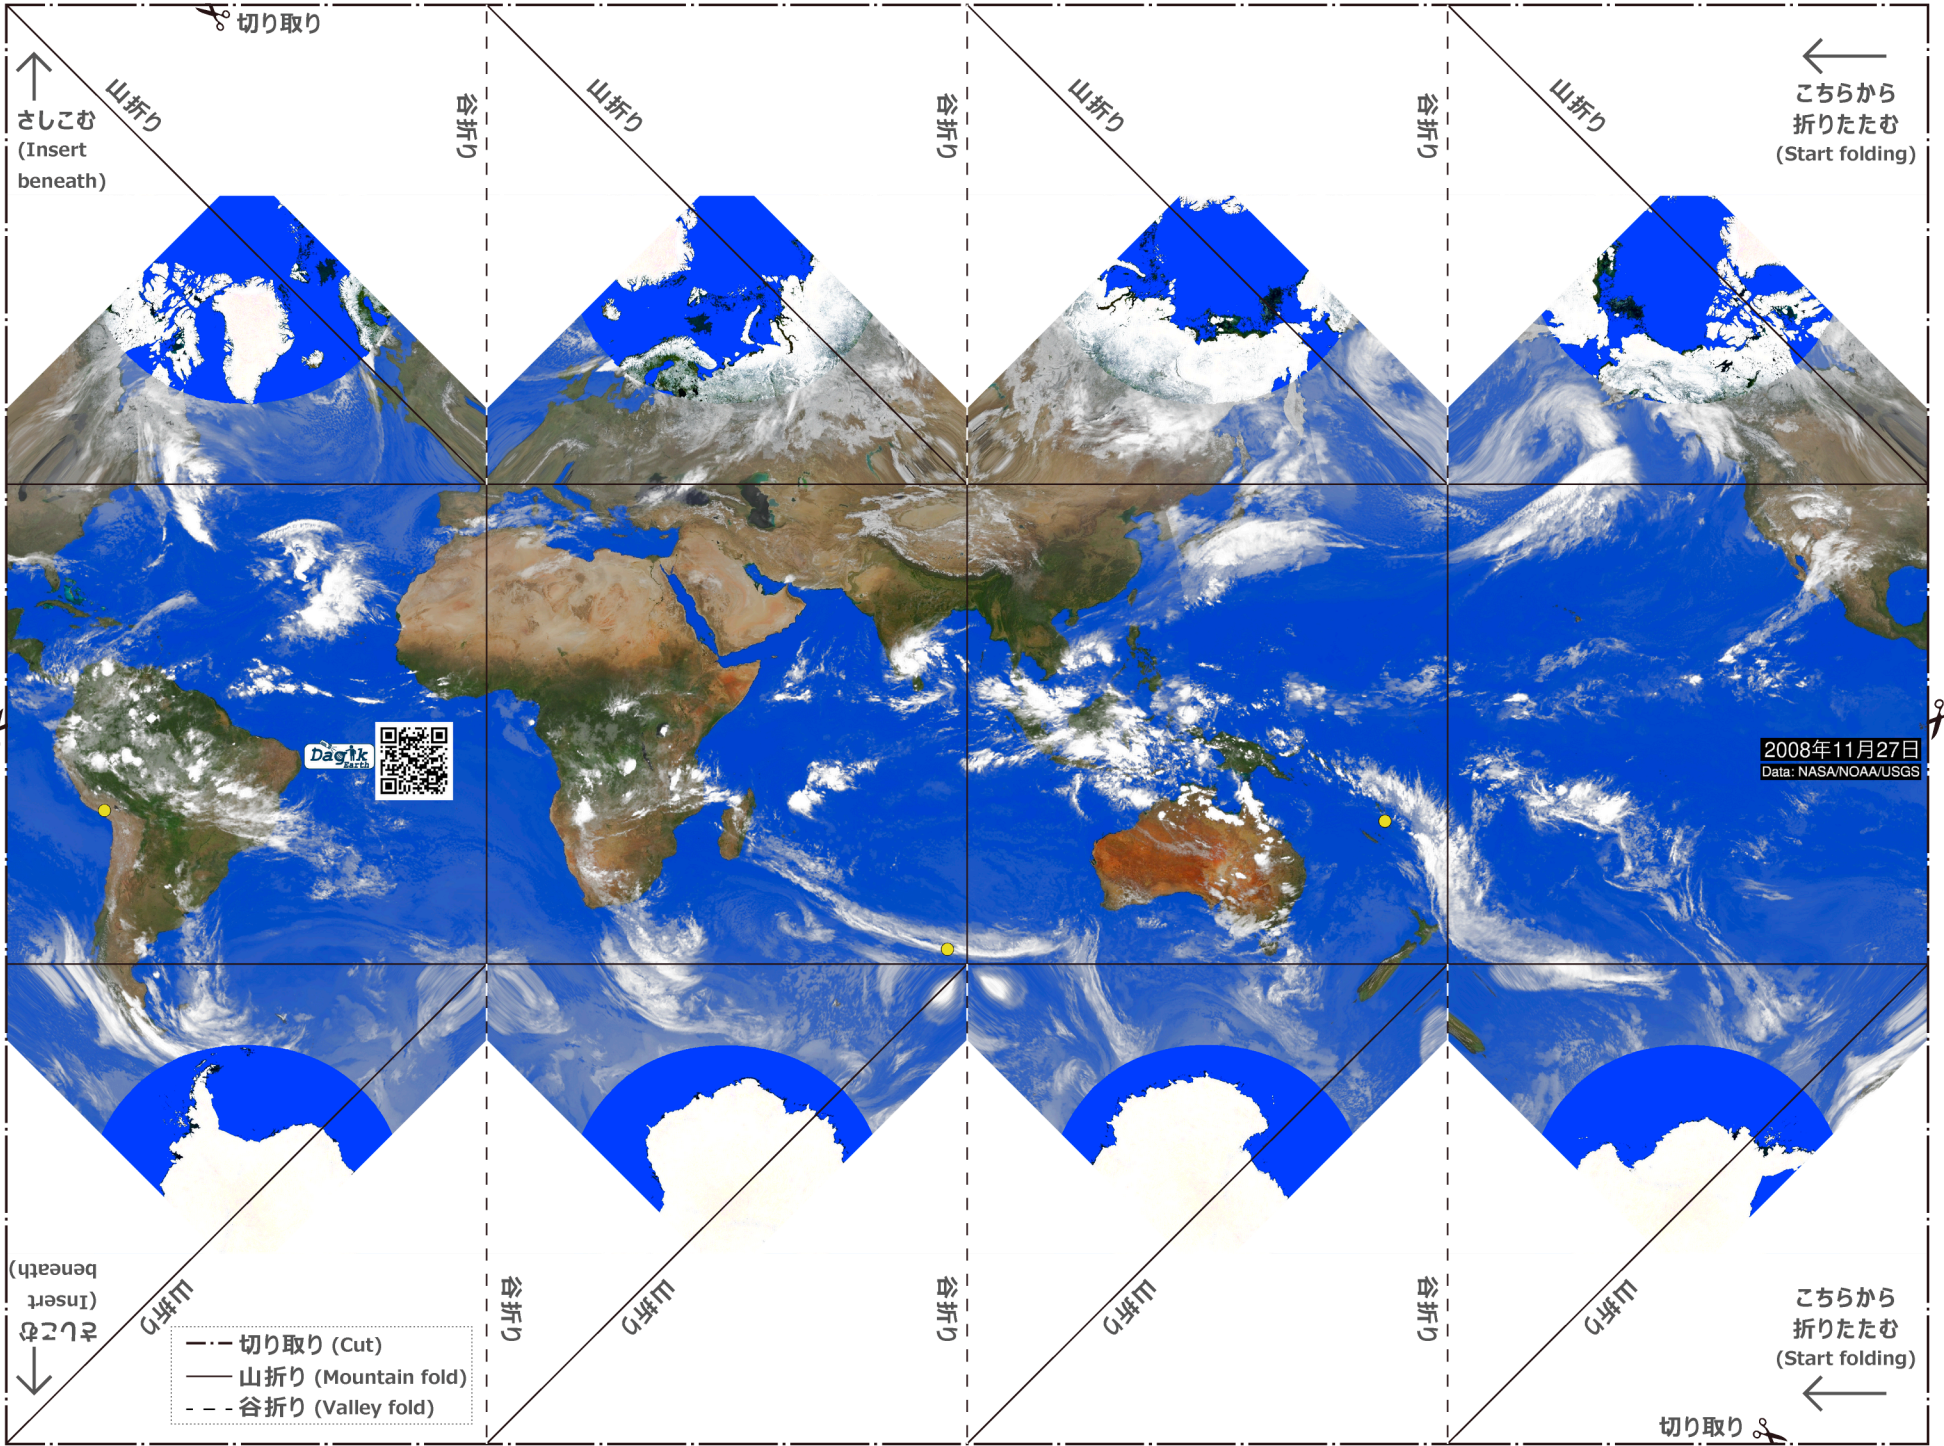 切り取り
山折り
谷折り
山折り
谷折り
山折り
谷折り
山折り
さしこむ
(Insert
beneath)
こちらから
折りたたむ
(Start folding)
Dagik
Earth
2008年11月27日
Data: NASA/NOAA/USGS
さしこむ
(Insert
beneath)
山折り
谷折り
山折り
谷折り
山折り
谷折り
山折り
切り取り (Cut)
山折り (Mountain fold)
谷折り (Valley fold)
こちらから
折りたたむ
(Start folding)
切り取り